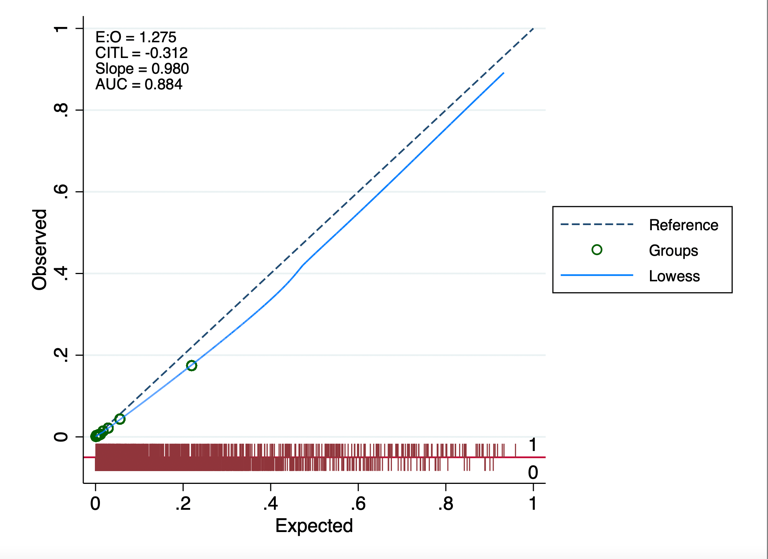 E:O = 1.275
CITL = -0.312
Slope = 0.980
AUC = 0.884
1
.8
.6
.4
.2
0
Observed
Reference
Groups
Lowess
1
0
0
.2
.4
.6
.8
1
Expected